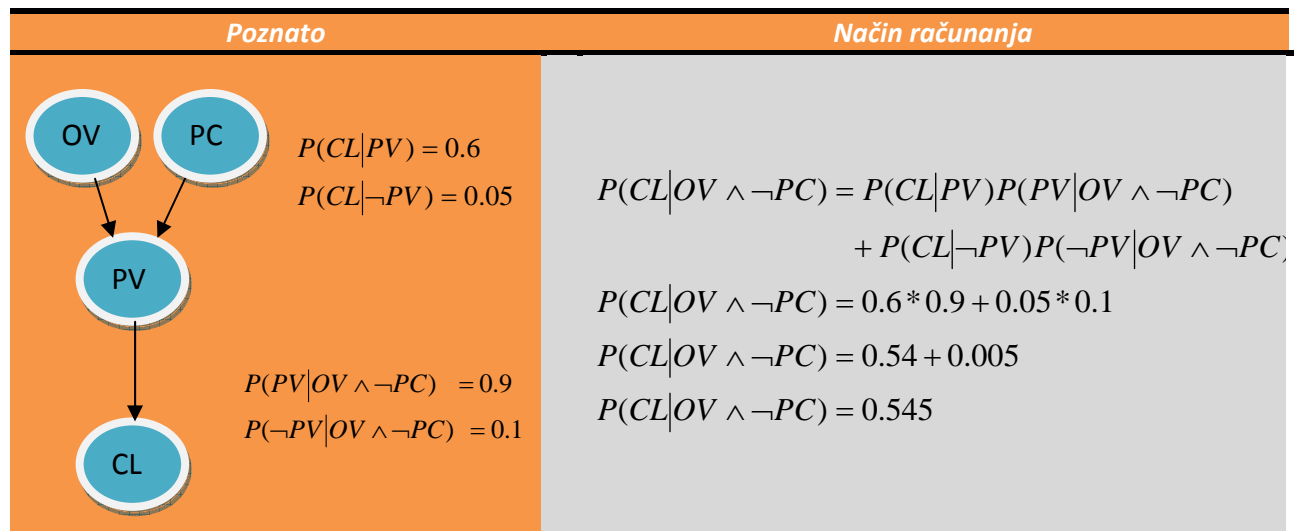 Poznato
Način računanja
OV
PC
P(CL|PV) = 0.6
P(CL|¬PV) = 0.05
PV
P(PV|OV ∧ ¬PC) = 0.9
P(¬PV|OV ∧ ¬PC) = 0.1
CL
P(CL|OV ∧ ¬PC) = P(CL|PV)P(PV|OV ∧ ¬PC)
+ P(CL|¬PV)P(¬PV|OV ∧ ¬PC)
P(CL|OV ∧ ¬PC) = 0.6 * 0.9 + 0.05 * 0.1
P(CL|OV ∧ ¬PC) = 0.54 + 0.005
P(CL|OV ∧ ¬PC) = 0.545